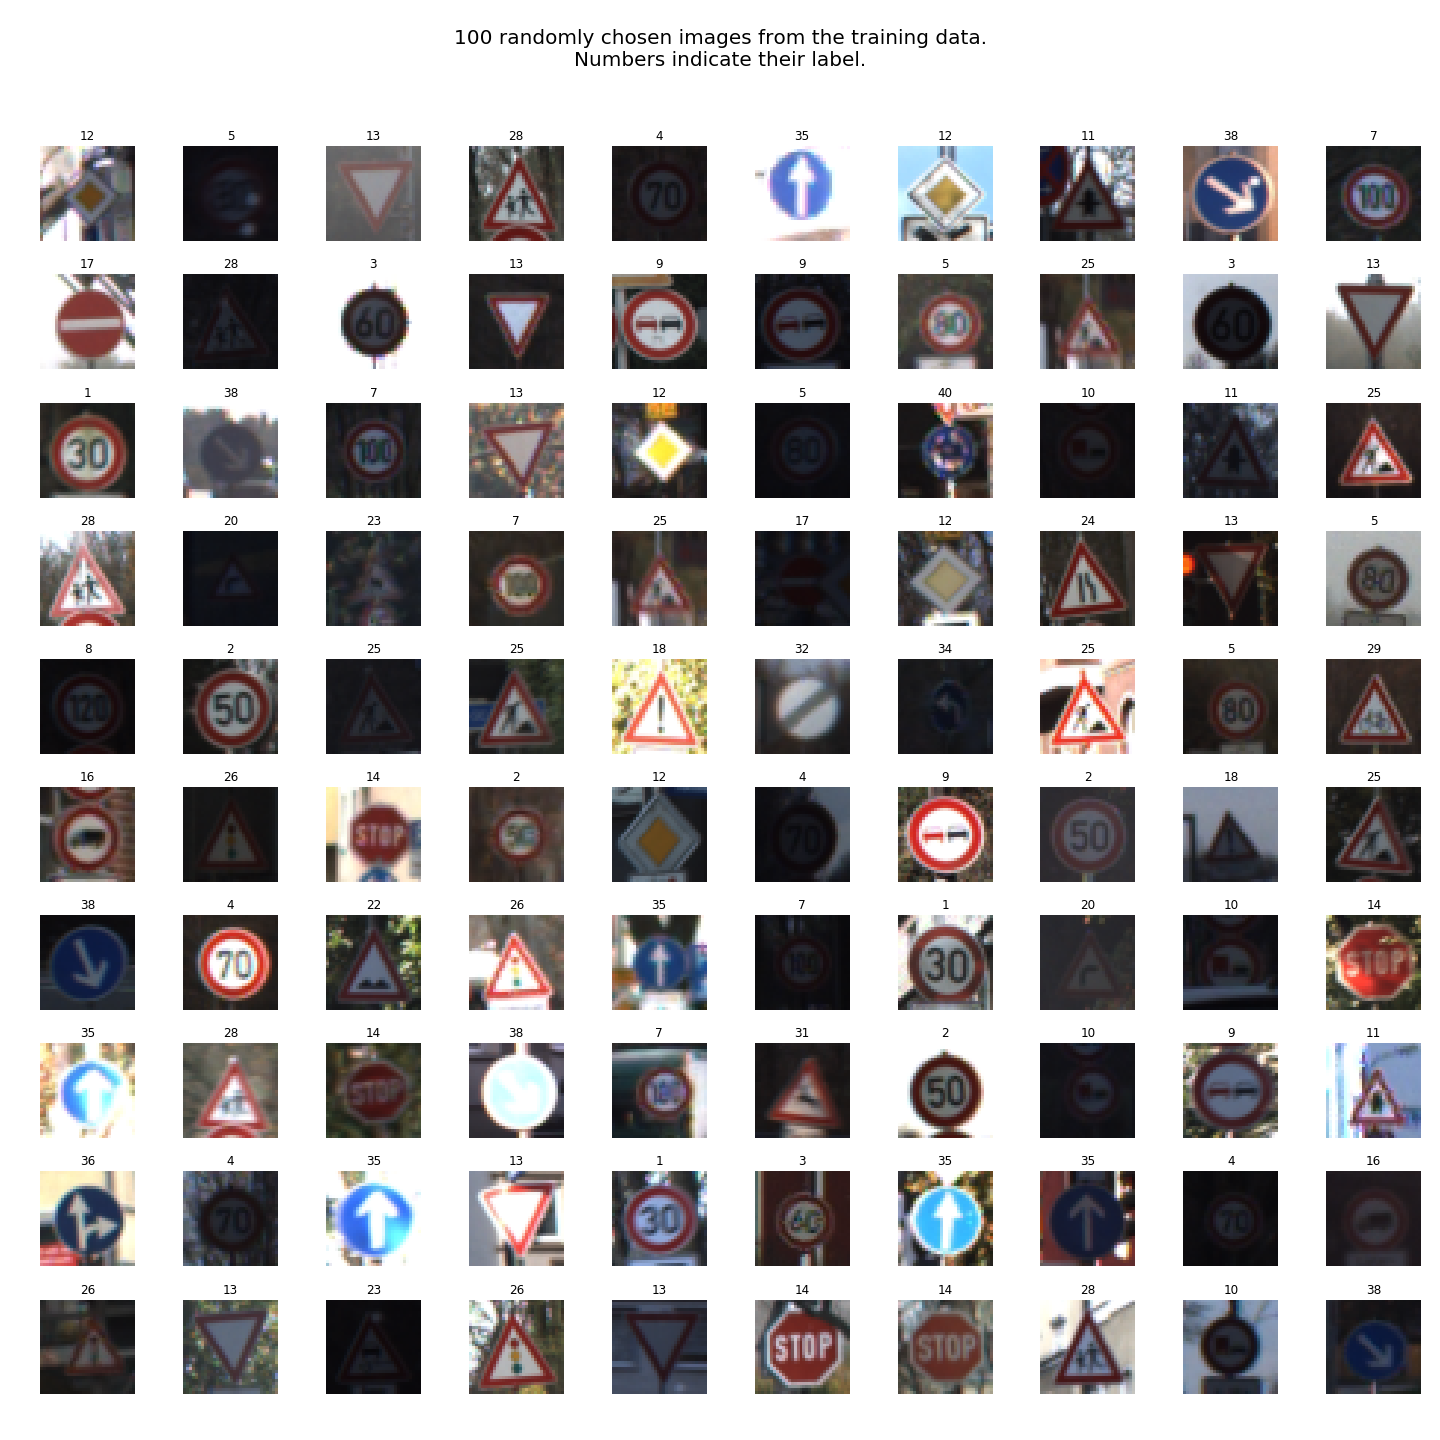 100 randomly chosen images from the training data.
Numbers indicate their label.
12 5 13 28 4 35 12 11 38 7
70
100
17 28 3 13 9 9 5 25 3 13
60
80
60
1 38 7 13 12 5 40 10 11 25
30
100
80
28 20 23 7 25 17 12 24 13 5
100
80
8 2 25 25 18 32 34 25 5 29
120
50
!
80
16 26 14 2 12 4 9 2 18 25
STOP
50
70
50
38 4 22 26 35 7 1 20 10 14
70
100
30
STOP
35 28 14 38 7 31 2 10 9 11
STOP
100
50
36 4 35 13 1 3 35 35 4 16
70
30
60
70
26 13 23 26 13 14 14 28 10 38
STOP
STOP